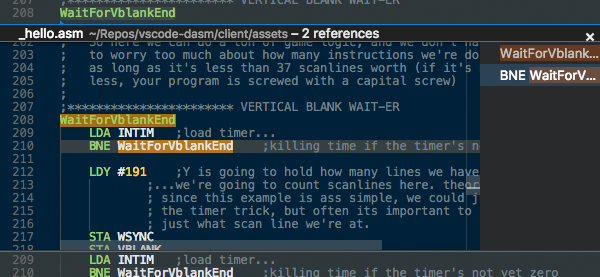 ;************************ VERTICAL BLANK WAIT-ER
208 WaitForVblankEnd
_hello.asm ~/Repos/vscode-dasm/client/assets – 2 references
202 ; So here we can do a ton of game logic, and we don't ha
203 ; to worry too much about how many instructions we're do
204 ; as long as it's less than 37 scanlines worth (if it's
205 ; less, your program is screwed with a capital screw)
206 ;
207 ;************************ VERTICAL BLANK WAIT-ER
208 WaitForVblankEnd
209 LDA INTIM ;load timer...
210 BNE WaitForVblankEnd ;killing time if the timer's no
211
212 LDY #191 ;Y is going to hold how many lines we have
213 ;...we're going to count scanlines here. theor
214 ; since this example is ass simple, we could j
215 ; the timer trick, but often its important to
216 ; just what scan line we're at.
217 STA WSYNC
218 STA VBLANK
WaitForVblank...
BNE WaitForV...
209 LDA INTIM ;load timer...
210 BNE WaitForVblankEnd ;killing time if the timer's not yet zero